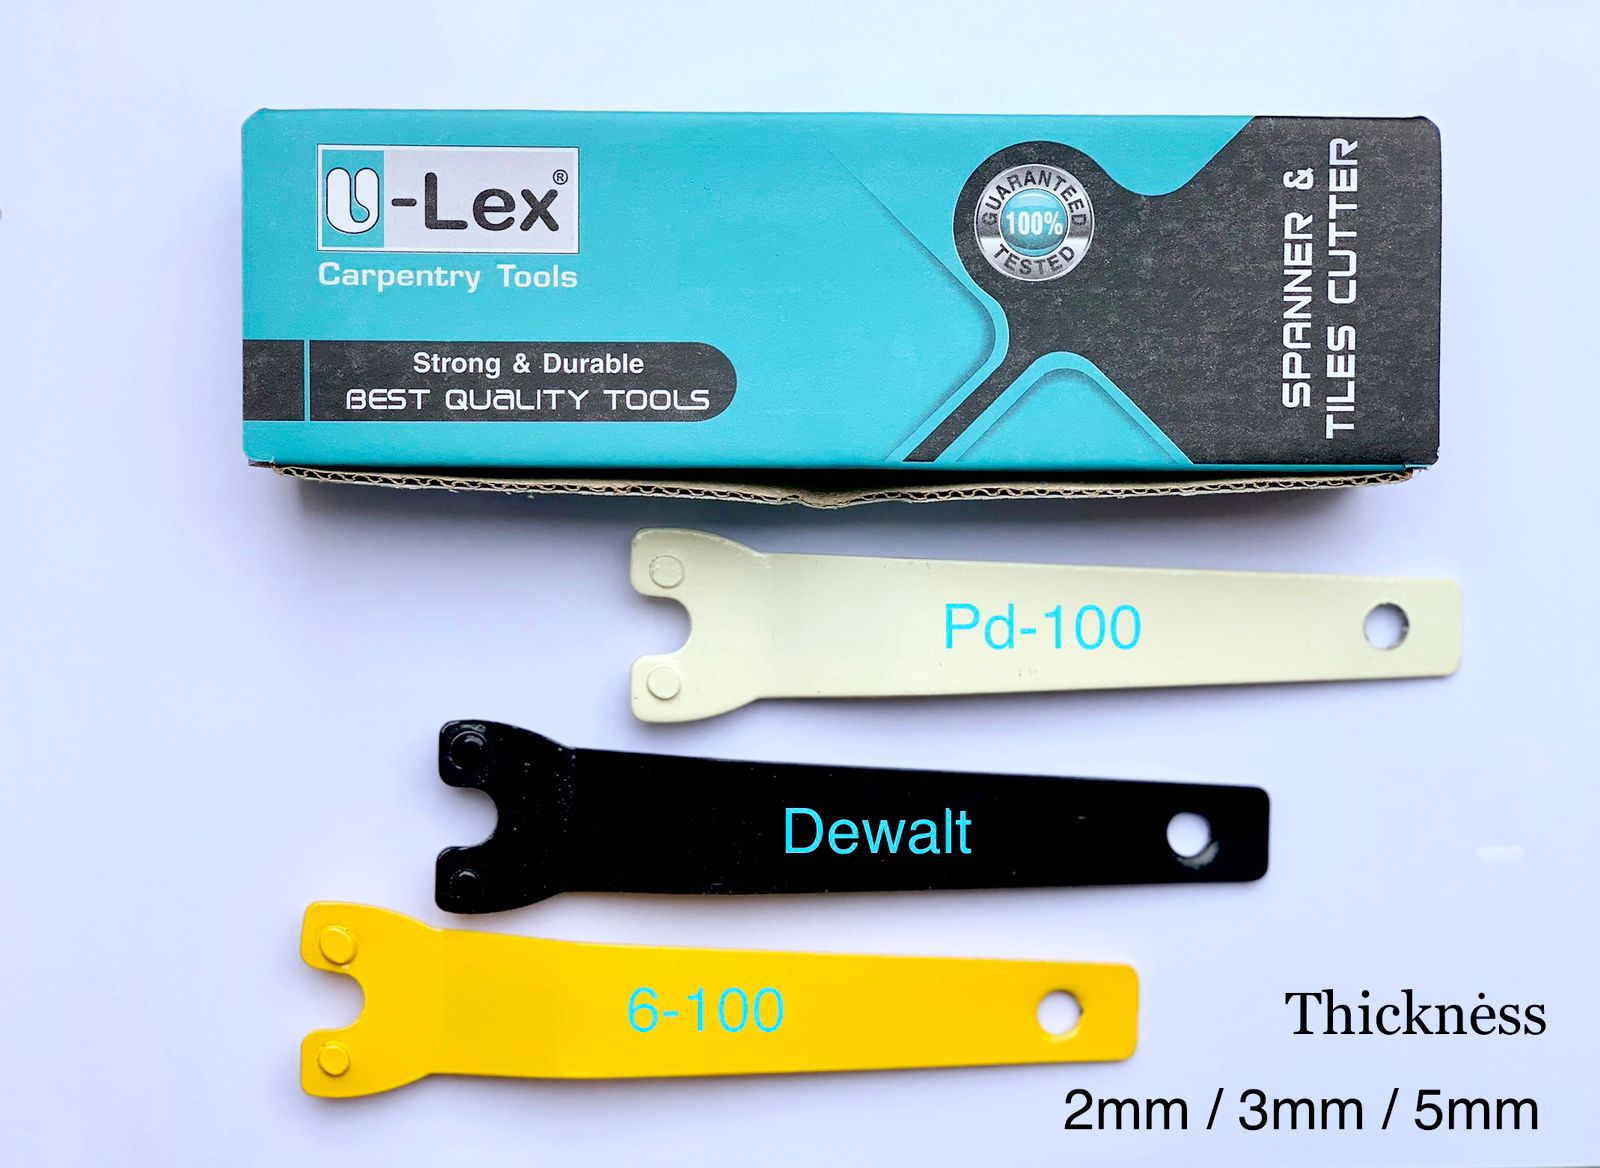 U-Lex®
Carpentry Tools
Strong & Durable
BEST QUALITY TOOLS
GUARANTEED
100%
TESTED
SPANNER &
TILES CUTTER
Pd-100
Dewalt
6-100
Thicknėss
2mm / 3mm / 5mm